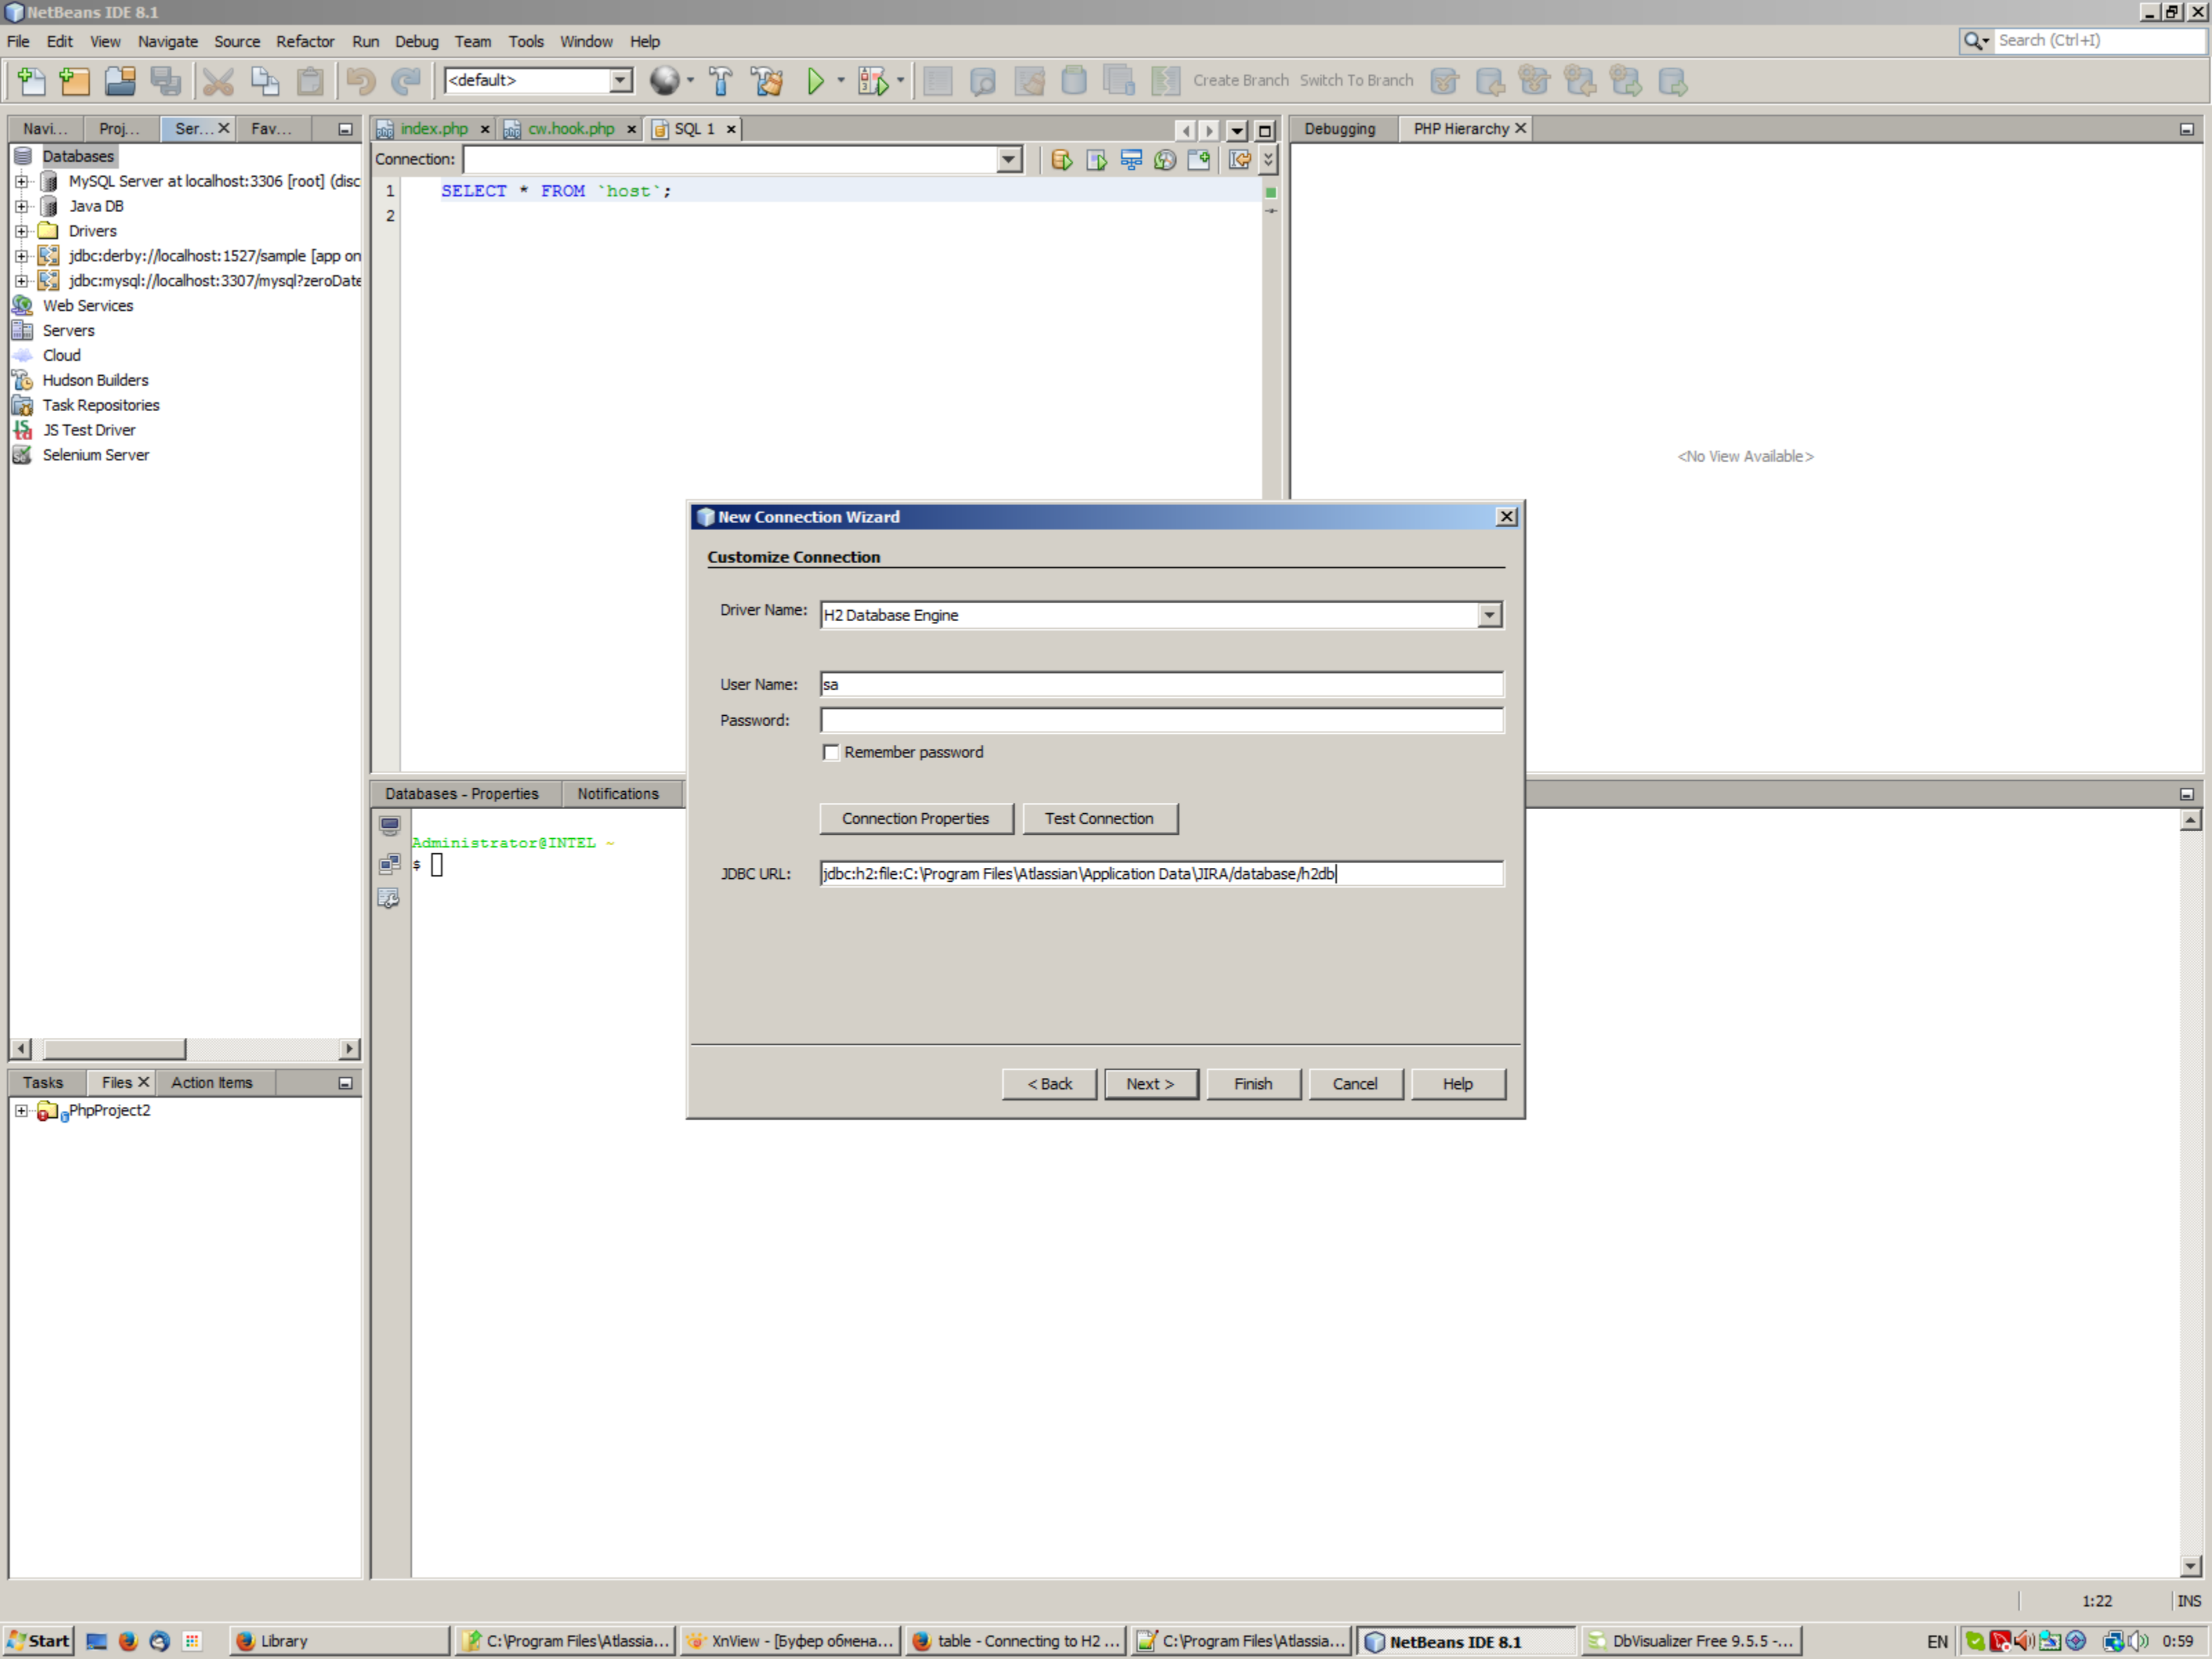 NetBeans IDE 8.1
File Edit View Navigate Source Refactor Run Debug Team Tools Window Help
Search (Ctrl+I)
<default>
Create Branch Switch To Branch
Navi... Proj... Ser... Fav...
index.php cw.hook.php SQL 1
Debugging PHP Hierarchy
Databases
MySQL Server at localhost:3306 [root] (disc
Java DB
Drivers
jdbc:derby://localhost:1527/sample [app on
jdbc:mysql://localhost:3307/mysql?zeroDate
Web Services
Servers
Cloud
Hudson Builders
Task Repositories
JS Test Driver
Selenium Server
Connection:
1 SELECT * FROM `host`;
2
<No View Available>
New Connection Wizard
Customize Connection
Driver Name: H2 Database Engine
User Name: sa
Password:
Remember password
Connection Properties Test Connection
JDBC URL: jdbc:h2:file:C:\Program Files\Atlassian\Application Data\JIRA/database/h2db
< Back Next > Finish Cancel Help
Databases - Properties Notifications
Administrator@INTEL ~
$
Tasks Files Action Items
PhpProject2
1:22 INS
Start Library C:\Program Files\Atlassia... XnView - [Буфер обмена... table - Connecting to H2 ... C:\Program Files\Atlassia... NetBeans IDE 8.1 DbVisualizer Free 9.5.5 -... EN 0:59